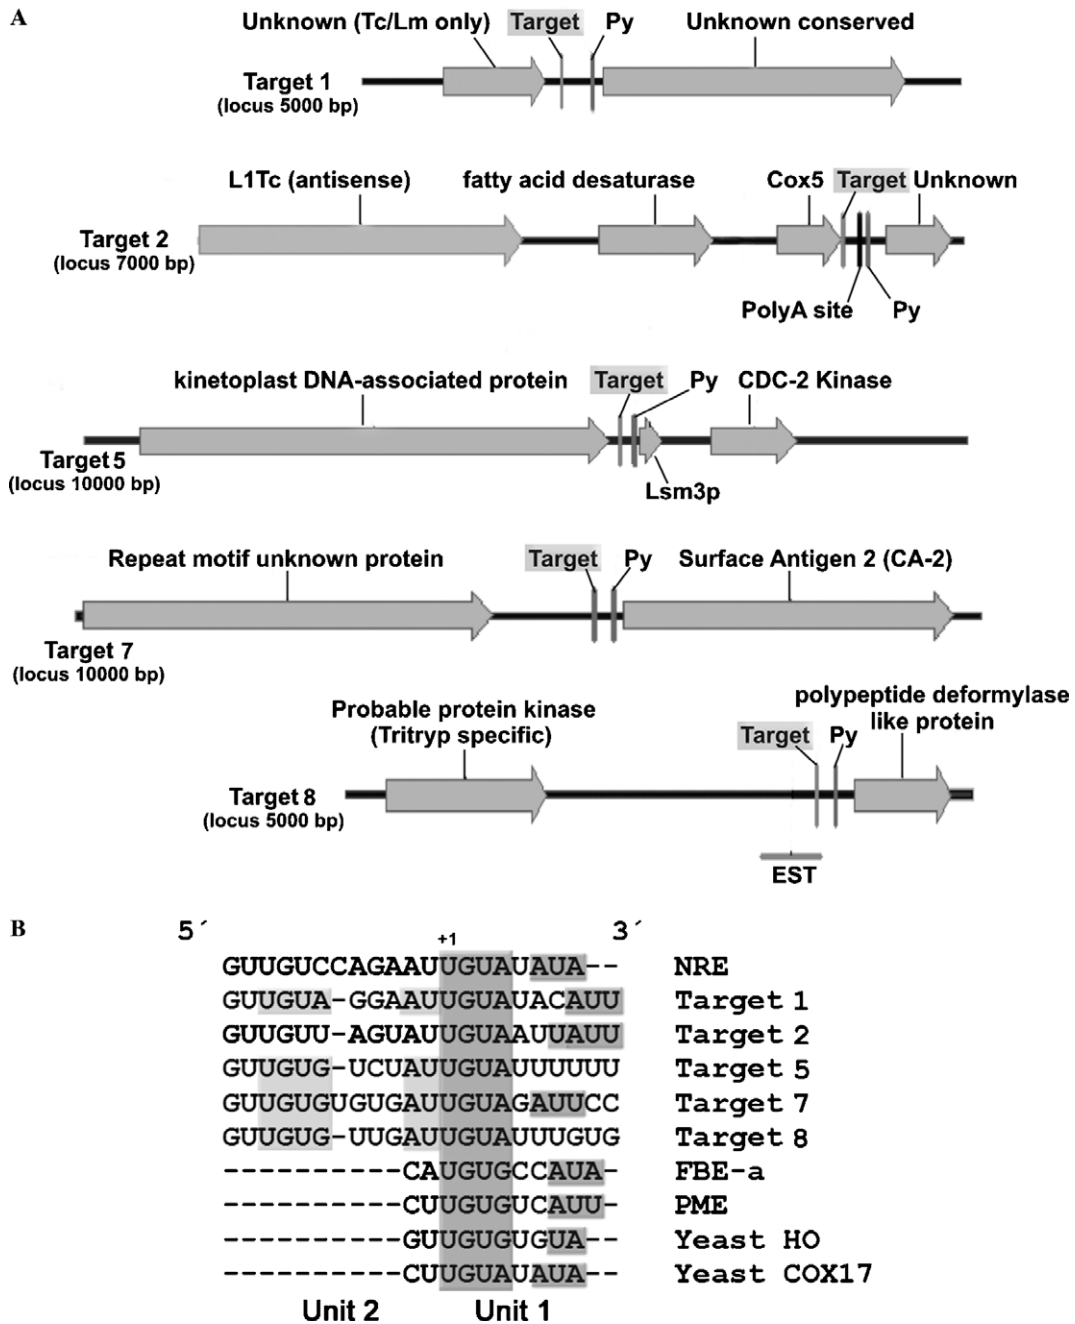 A
Unknown (Tc/Lm only) Target Py Unknown conserved
Target 1
(locus 5000 bp)
L1Tc (antisense) fatty acid desaturase Cox5 Target Unknown
Target 2
(locus 7000 bp)
PolyA site Py
kinetoplast DNA-associated protein Target Py CDC-2 Kinase
Target 5
(locus 10000 bp)
Lsm3p
Repeat motif unknown protein Target Py Surface Antigen 2 (CA-2)
Target 7
(locus 10000 bp)
Probable protein kinase
(Tritryp specific)
Target Py
polypeptide deformylase
like protein
Target 8
(locus 5000 bp)
EST
B
5´ 3´
+1
GUUGUCCAGAAUUGUAUAUA-- NRE
GUUGUA-GGAAUUGUAUACAUU Target 1
GUUGUU-AGUAUUGUAAUUAUU Target 2
GUUGUG-UCUAUUGUAUUUUUU Target 5
GUUGUGUGUGAUUGUAGAUUCC Target 7
GUUGUG-UUGAUUGUAUUUGUG Target 8
----------CAUGUGCCAUA- FBE-a
----------CUUGUGUCAUU- PME
----------GUUGUGUGUA-- Yeast HO
----------CUUGUAUAUA-- Yeast COX17
Unit 2 Unit 1